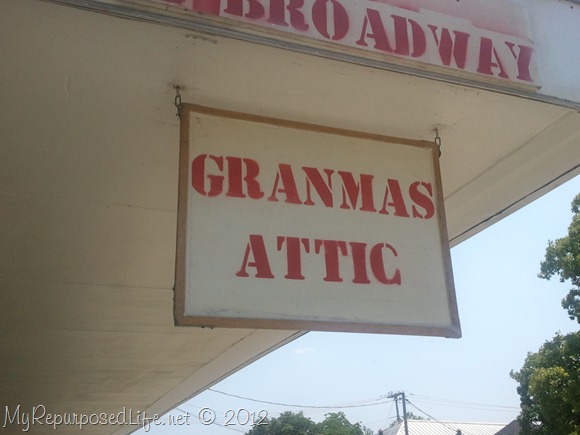 BROADWAY
GRANMAS
ATTIC
MyRepurposedLife.net © 2012